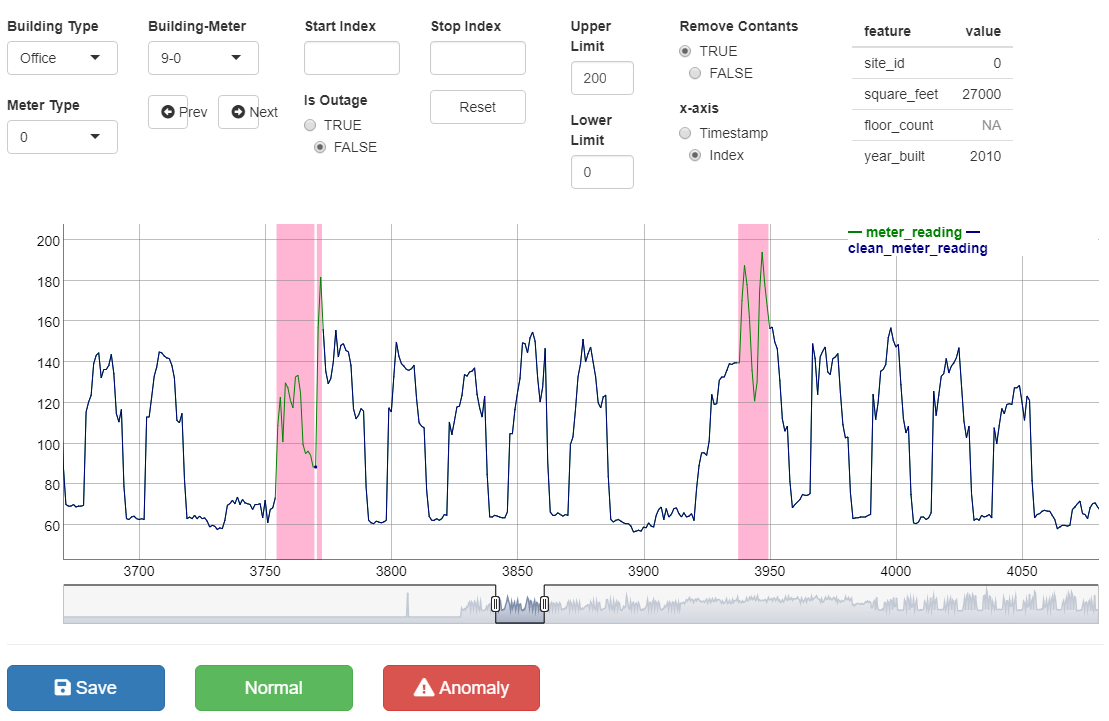 Building Type
Building-Meter
Start Index
Stop Index
Upper
Limit
Remove Contants
feature value
Office
9-0
200
TRUE
FALSE
site_id 0
square_feet 27000
floor_count NA
year_built 2010
Meter Type
0
Prev
Next
Is Outage
TRUE
FALSE
Reset
Lower
Limit
0
x-axis
Timestamp
Index
meter_reading
clean_meter_reading
200
180
160
140
120
100
80
60
3700 3750 3800 3850 3900 3950 4000 4050
Save
Normal
Anomaly